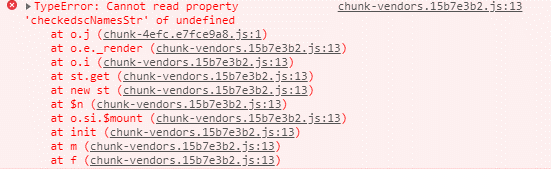 TypeError: Cannot read property chunk-vendors.15b7e3b2.js:13
'checkedscNamesStr' of undefined
at o.j (chunk-4efc.e7fce9a8.js:1)
at o.e._render (chunk-vendors.15b7e3b2.js:13)
at o.i (chunk-vendors.15b7e3b2.js:13)
at st.get (chunk-vendors.15b7e3b2.js:13)
at new st (chunk-vendors.15b7e3b2.js:13)
at $n (chunk-vendors.15b7e3b2.js:13)
at o.si.$mount (chunk-vendors.15b7e3b2.js:13)
at init (chunk-vendors.15b7e3b2.js:13)
at m (chunk-vendors.15b7e3b2.js:13)
at f (chunk-vendors.15b7e3b2.js:13)